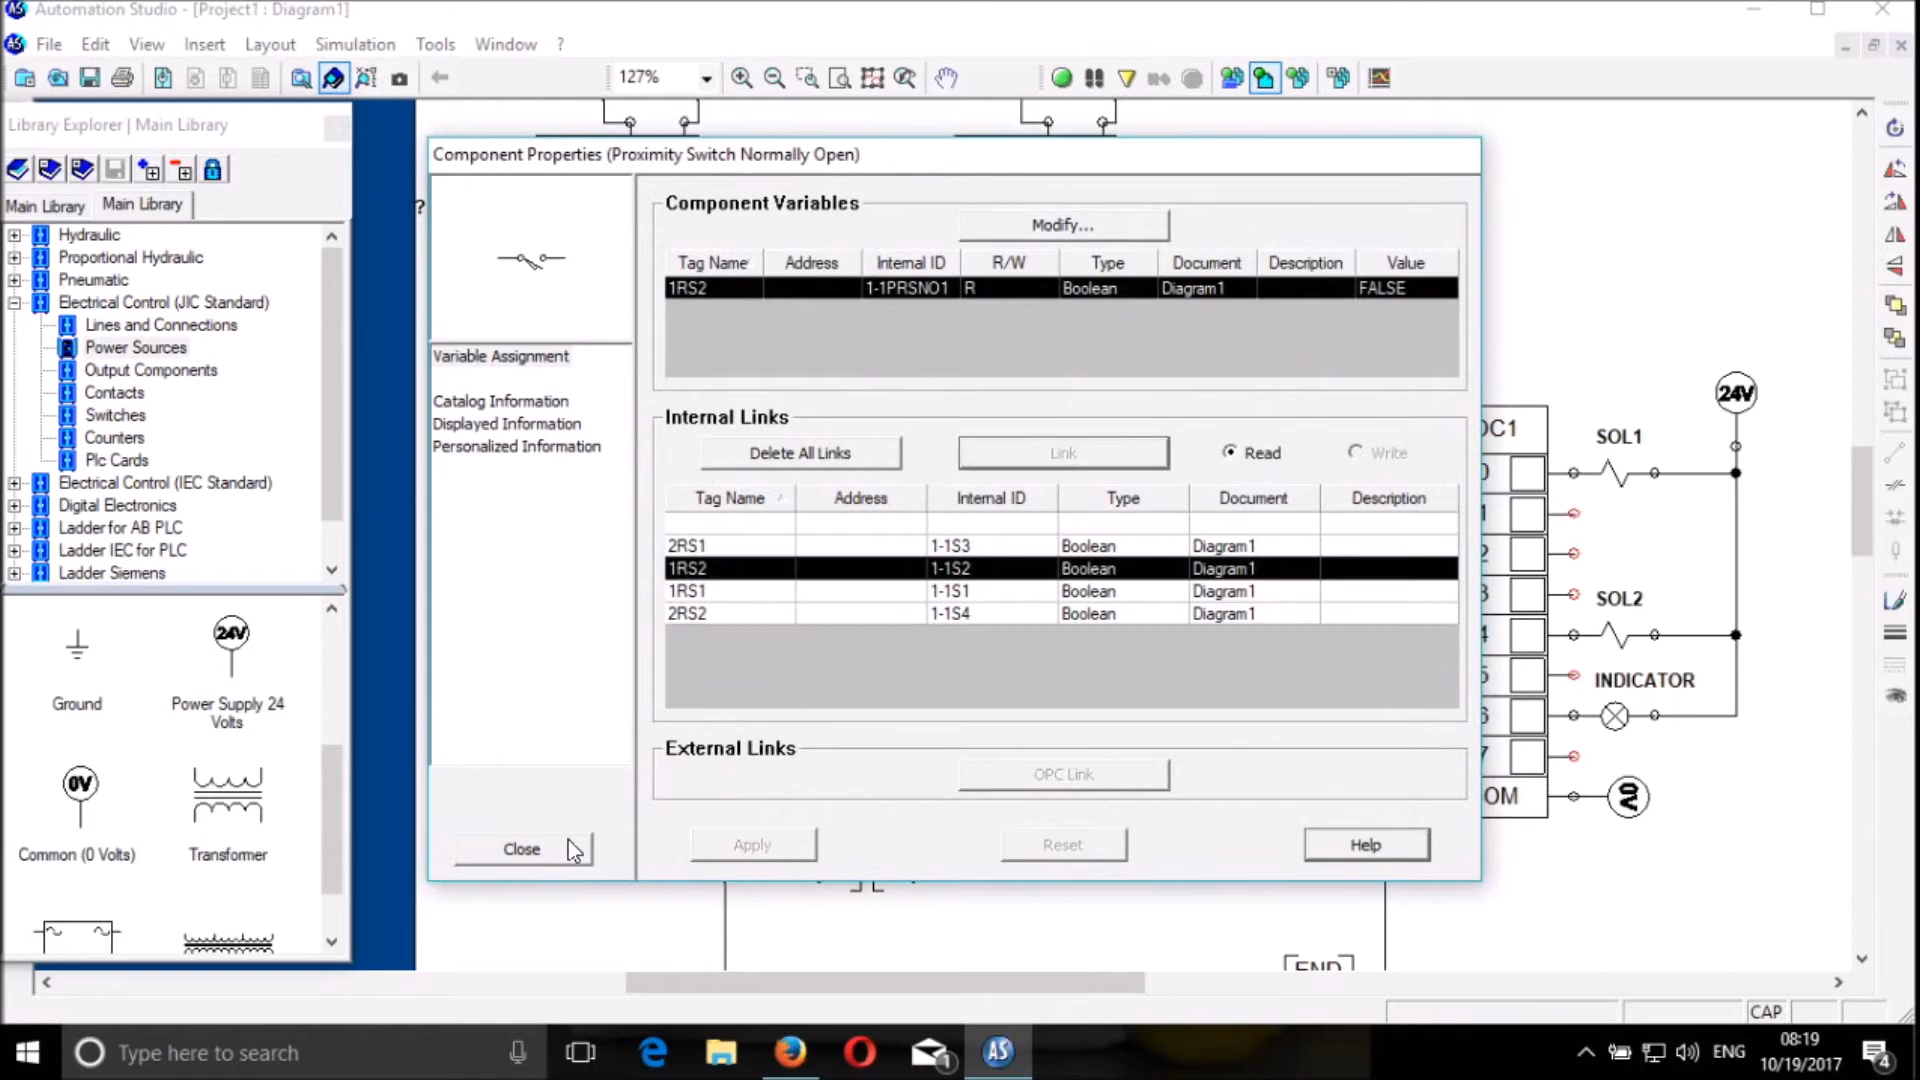 Automation Studio - [Project1 : Diagram1]
File Edit View Insert Layout Simulation Tools Window ?
127%
Library Explorer | Main Library
Main Library Main Library
Hydraulic
Proportional Hydraulic
Pneumatic
Electrical Control (JIC Standard)
Lines and Connections
Power Sources
Output Components
Contacts
Switches
Counters
Plc Cards
Electrical Control (IEC Standard)
Digital Electronics
Ladder for AB PLC
Ladder IEC for PLC
Ladder Siemens
24V
Ground
Power Supply 24 Volts
0V
Common (0 Volts)
Transformer
?
Component Properties (Proximity Switch Normally Open)
Variable Assignment
Catalog Information
Displayed Information
Personalized Information
Close
Component Variables
Modify...
Tag Name Address Internal ID R/W Type Document Description Value
1RS2 1-1PRSNO1 R Boolean Diagram1 FALSE
Internal Links
Delete All Links Link Read Write
Tag Name Address Internal ID Type Document Description
2RS1 1-1S3 Boolean Diagram1
1RS2 1-1S2 Boolean Diagram1
1RS1 1-1S1 Boolean Diagram1
2RS2 1-1S4 Boolean Diagram1
External Links
OPC Link
Apply Reset Help
24V
SOL1
SOL2
INDICATOR
0V
END
CAP
Type here to search
AS
1
ENG
08:19
10/19/2017
4